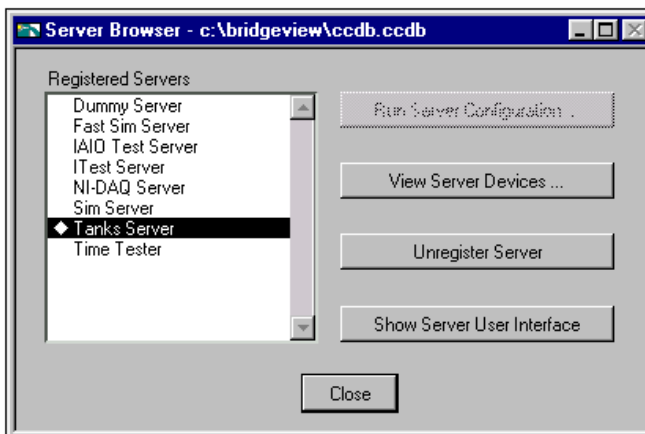 Server Browser - c:\bridgeview\ccdb.ccdb
Registered Servers
Dummy Server
Fast Sim Server
IAIO Test Server
ITest Server
NI-DAQ Server
Sim Server
Tanks Server
Time Tester
Run Server Configuration ..
View Server Devices ...
Unregister Server
Show Server User Interface
Close